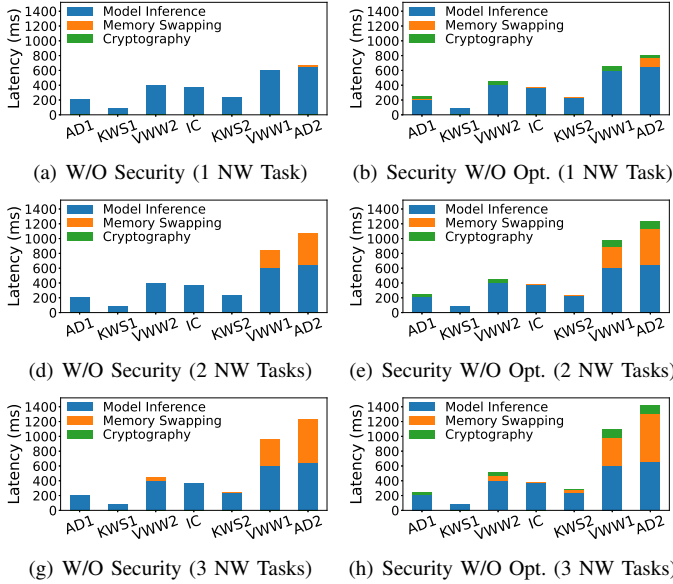 1400
1200
1000
800
600
400
200
0
Latency (ms)
Model Inference
Memory Swapping
Cryptography
AD1 KWS1 VWW2 IC KWS2 VWW1 AD2
(a) W/O Security (1 NW Task)
1400
1200
1000
800
600
400
200
0
Latency (ms)
Model Inference
Memory Swapping
Cryptography
AD1 KWS1 VWW2 IC KWS2 VWW1 AD2
(b) Security W/O Opt. (1 NW Task)
1400
1200
1000
800
600
400
200
0
Latency (ms)
Model Inference
Memory Swapping
Cryptography
AD1 KWS1 VWW2 IC KWS2 VWW1 AD2
(d) W/O Security (2 NW Tasks)
1400
1200
1000
800
600
400
200
0
Latency (ms)
Model Inference
Memory Swapping
Cryptography
AD1 KWS1 VWW2 IC KWS2 VWW1 AD2
(e) Security W/O Opt. (2 NW Tasks)
1400
1200
1000
800
600
400
200
0
Latency (ms)
Model Inference
Memory Swapping
Cryptography
AD1 KWS1 VWW2 IC KWS2 VWW1 AD2
(g) W/O Security (3 NW Tasks)
1400
1200
1000
800
600
400
200
0
Latency (ms)
Model Inference
Memory Swapping
Cryptography
AD1 KWS1 VWW2 IC KWS2 VWW1 AD2
(h) Security W/O Opt. (3 NW Tasks)